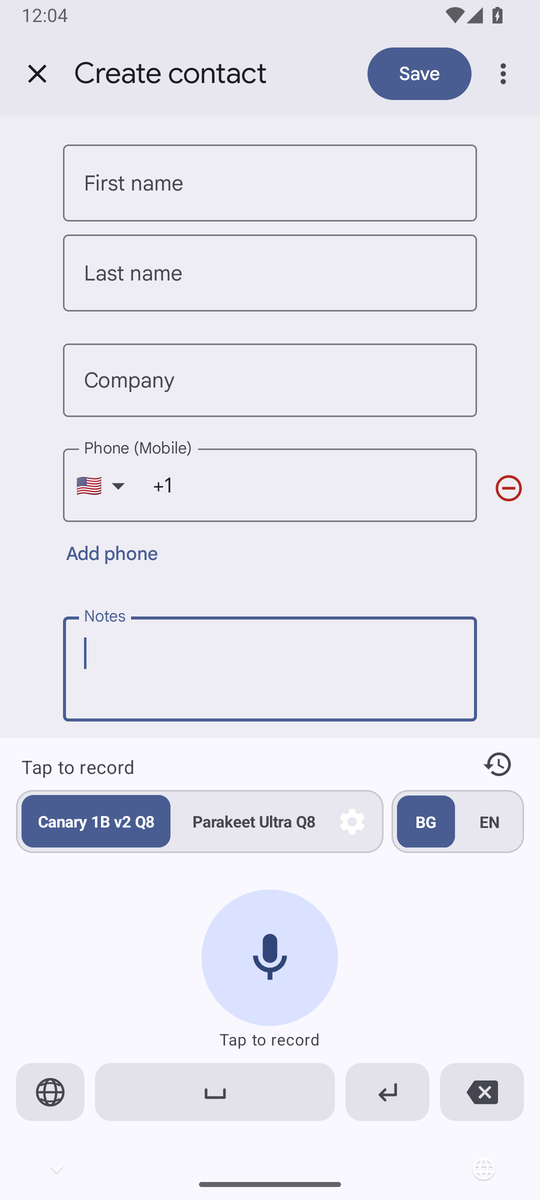 12:04
Create contact
Save
First name
Last name
Company
Phone (Mobile)
+1
Add phone
Notes
Tap to record
Canary 1B v2 Q8
Parakeet Ultra Q8
BG
EN
Tap to record